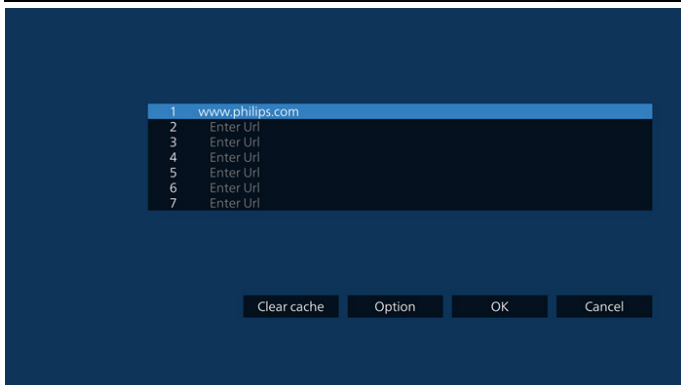 1 www.philips.com
2 Enter Url
3 Enter Url
4 Enter Url
5 Enter Url
6 Enter Url
7 Enter Url
Clear cache Option OK Cancel